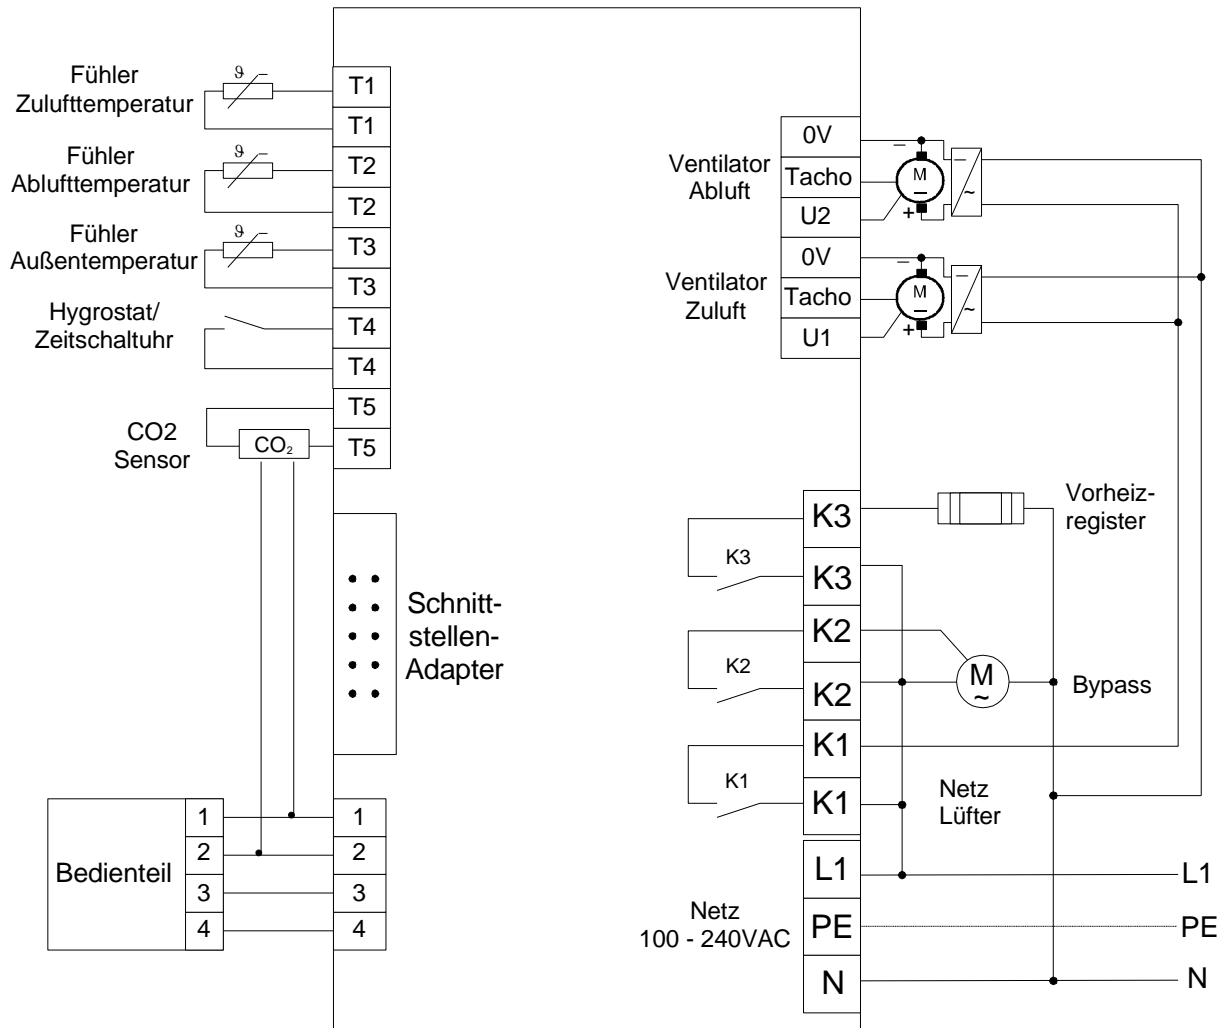 Fühler
Zulufttemperatur
ϑ
T1
T1
Fühler
Ablufttemperatur
ϑ
T2
T2
Fühler
Außentemperatur
ϑ
T3
T3
Hygrostat/
Zeitschaltuhr
T4
T4
CO2
Sensor
CO₂
T5
T5
Schnitt-
stellen-
Adapter
Bedienteil
1
2
3
4
1
2
3
4
Ventilator
Abluft
0V
Tacho
U2
–
M
–
+
–
~
Ventilator
Zuluft
0V
Tacho
U1
–
M
–
+
–
~
K3
K3
K3
Vorheiz-
register
K2
K2
K2
M
~
Bypass
K1
K1
K1
Netz
Lüfter
Netz
100 - 240VAC
L1
PE
N
L1
PE
N